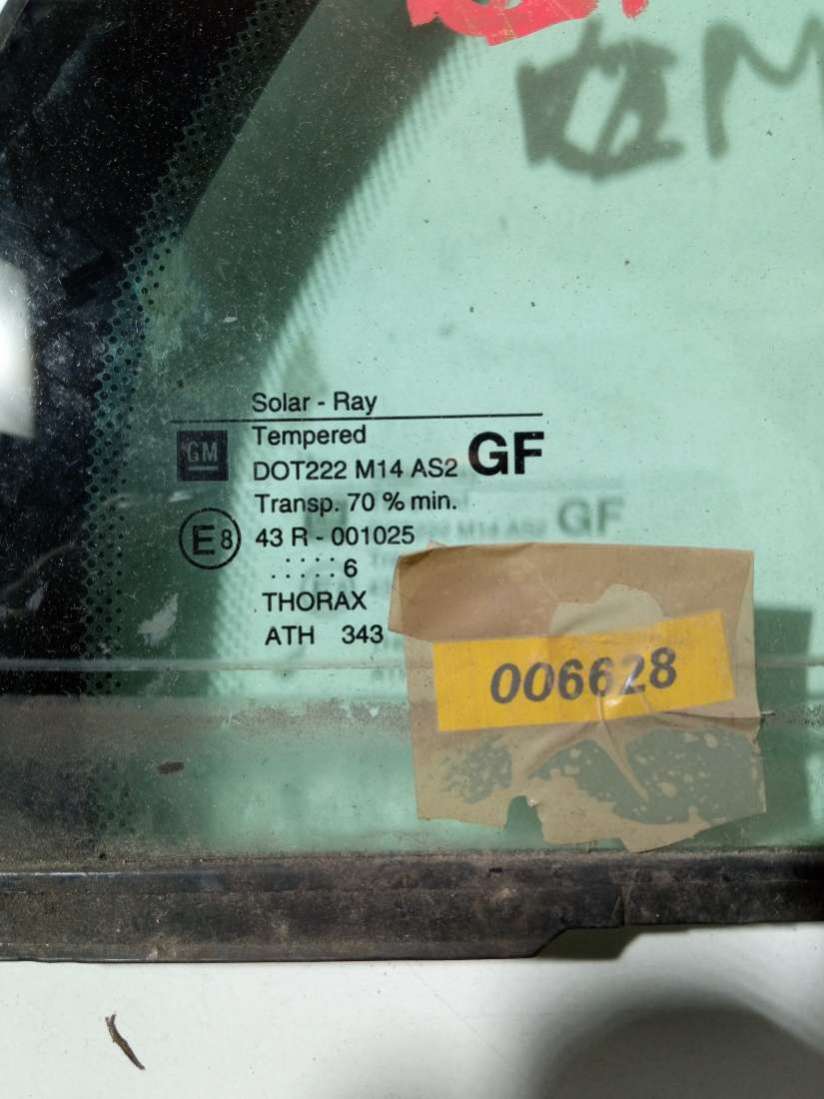 Solar - Ray
GM
Tempered
DOT222 M14 AS2 GF
Transp. 70 % min.
E8 43 R - 001025
. : : : : 6
THORAX
ATH 343
006628